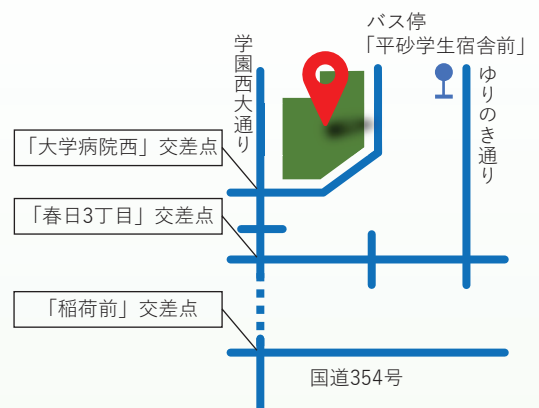 バス停
「平砂学生宿舎前」
学園西大通り
ゆりのき通り
「大学病院西」交差点
「春日3丁目」交差点
「稲荷前」交差点
国道354号